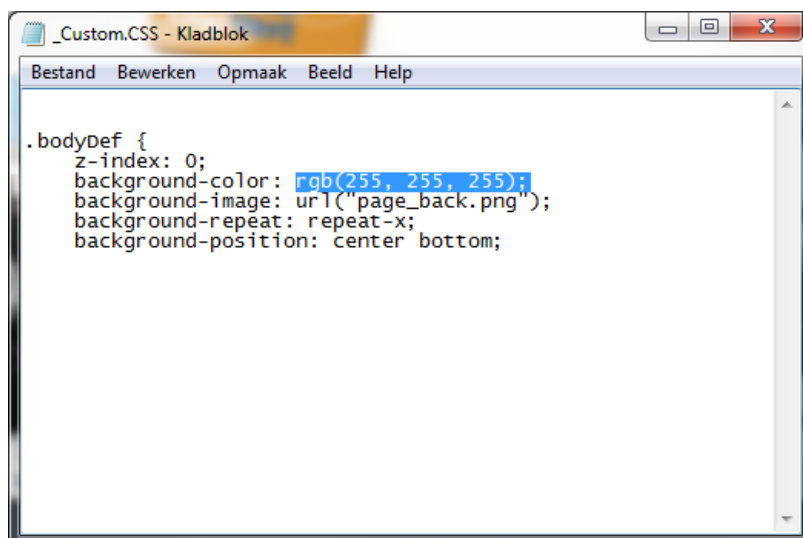 _Custom.CSS - Kladblok
Bestand Bewerken Opmaak Beeld Help
.bodyDef {
z-index: 0;
background-color: rgb(255, 255, 255);
background-image: url("page_back.png");
background-repeat: repeat-x;
background-position: center bottom;